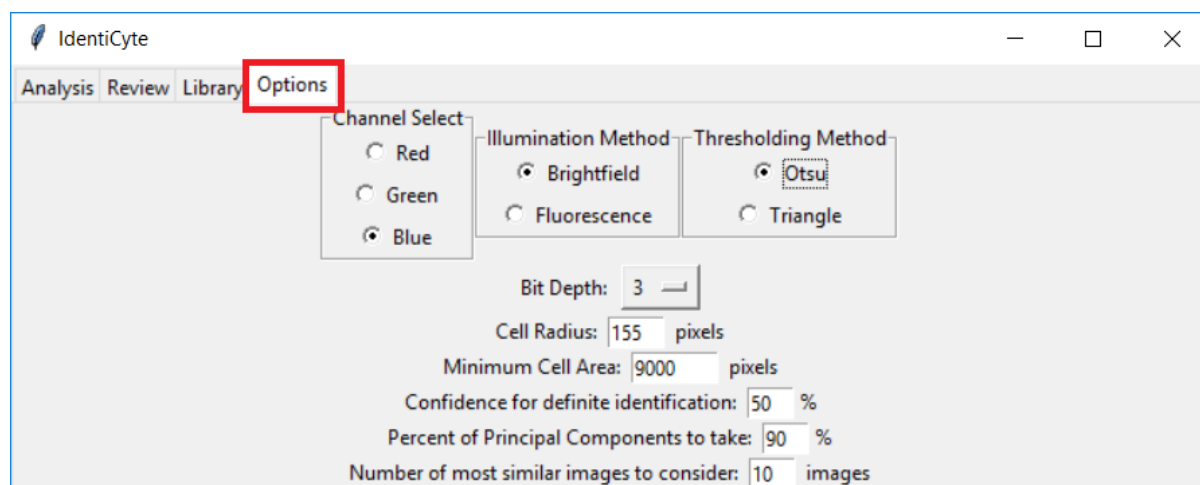 IdentiCyte
Analysis Review Library Options
Channel Select
Red
Green
Blue
Illumination Method
Brightfield
Fluorescence
Thresholding Method
Otsu
Triangle
Bit Depth: 3
Cell Radius: 155 pixels
Minimum Cell Area: 9000 pixels
Confidence for definite identification: 50 %
Percent of Principal Components to take: 90 %
Number of most similar images to consider: 10 images